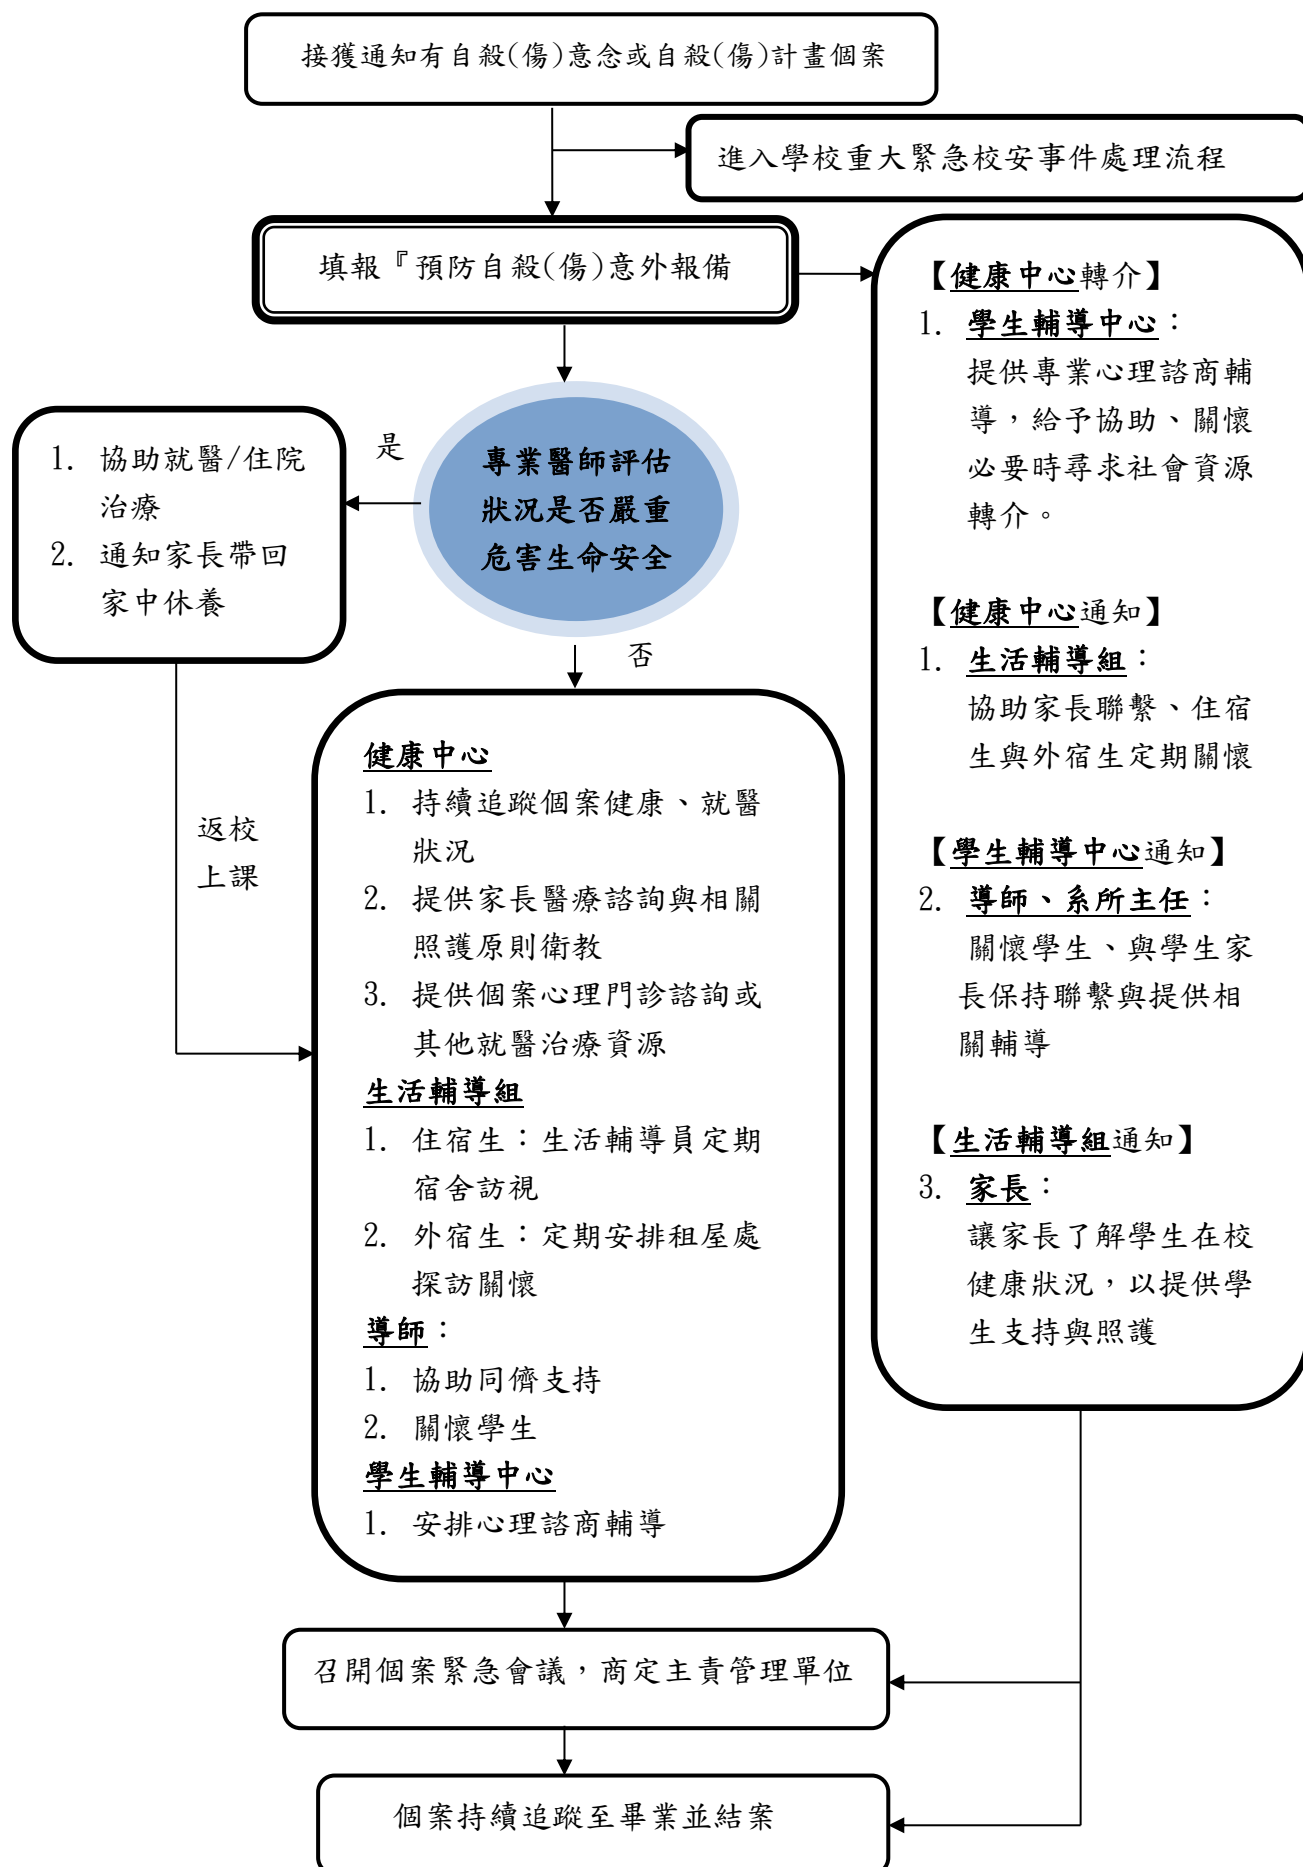 接獲通知有自殺(傷)意念或自殺(傷)計畫個案
進入學校重大緊急校安事件處理流程
填報『預防自殺(傷)意外報備
【健康中心轉介】
1. 學生輔導中心：
提供專業心理諮商輔
導，給予協助、關懷
必要時尋求社會資源
轉介。
【健康中心通知】
1. 生活輔導組：
協助家長聯繫、住宿
生與外宿生定期關懷
【學生輔導中心通知】
2. 導師、系所主任：
關懷學生、與學生家
長保持聯繫與提供相
關輔導
【生活輔導組通知】
3. 家長：
讓家長了解學生在校
健康狀況，以提供學
生支持與照護
專業醫師評估
狀況是否嚴重
危害生命安全
是
1. 協助就醫/住院
治療
2. 通知家長帶回
家中休養
否
返校
上課
健康中心
1. 持續追蹤個案健康、就醫
狀況
2. 提供家長醫療諮詢與相關
照護原則衛教
3. 提供個案心理門診諮詢或
其他就醫治療資源
生活輔導組
1. 住宿生：生活輔導員定期
宿舍訪視
2. 外宿生：定期安排租屋處
探訪關懷
導師：
1. 協助同儕支持
2. 關懷學生
學生輔導中心
1. 安排心理諮商輔導
召開個案緊急會議，商定主責管理單位
個案持續追蹤至畢業並結案